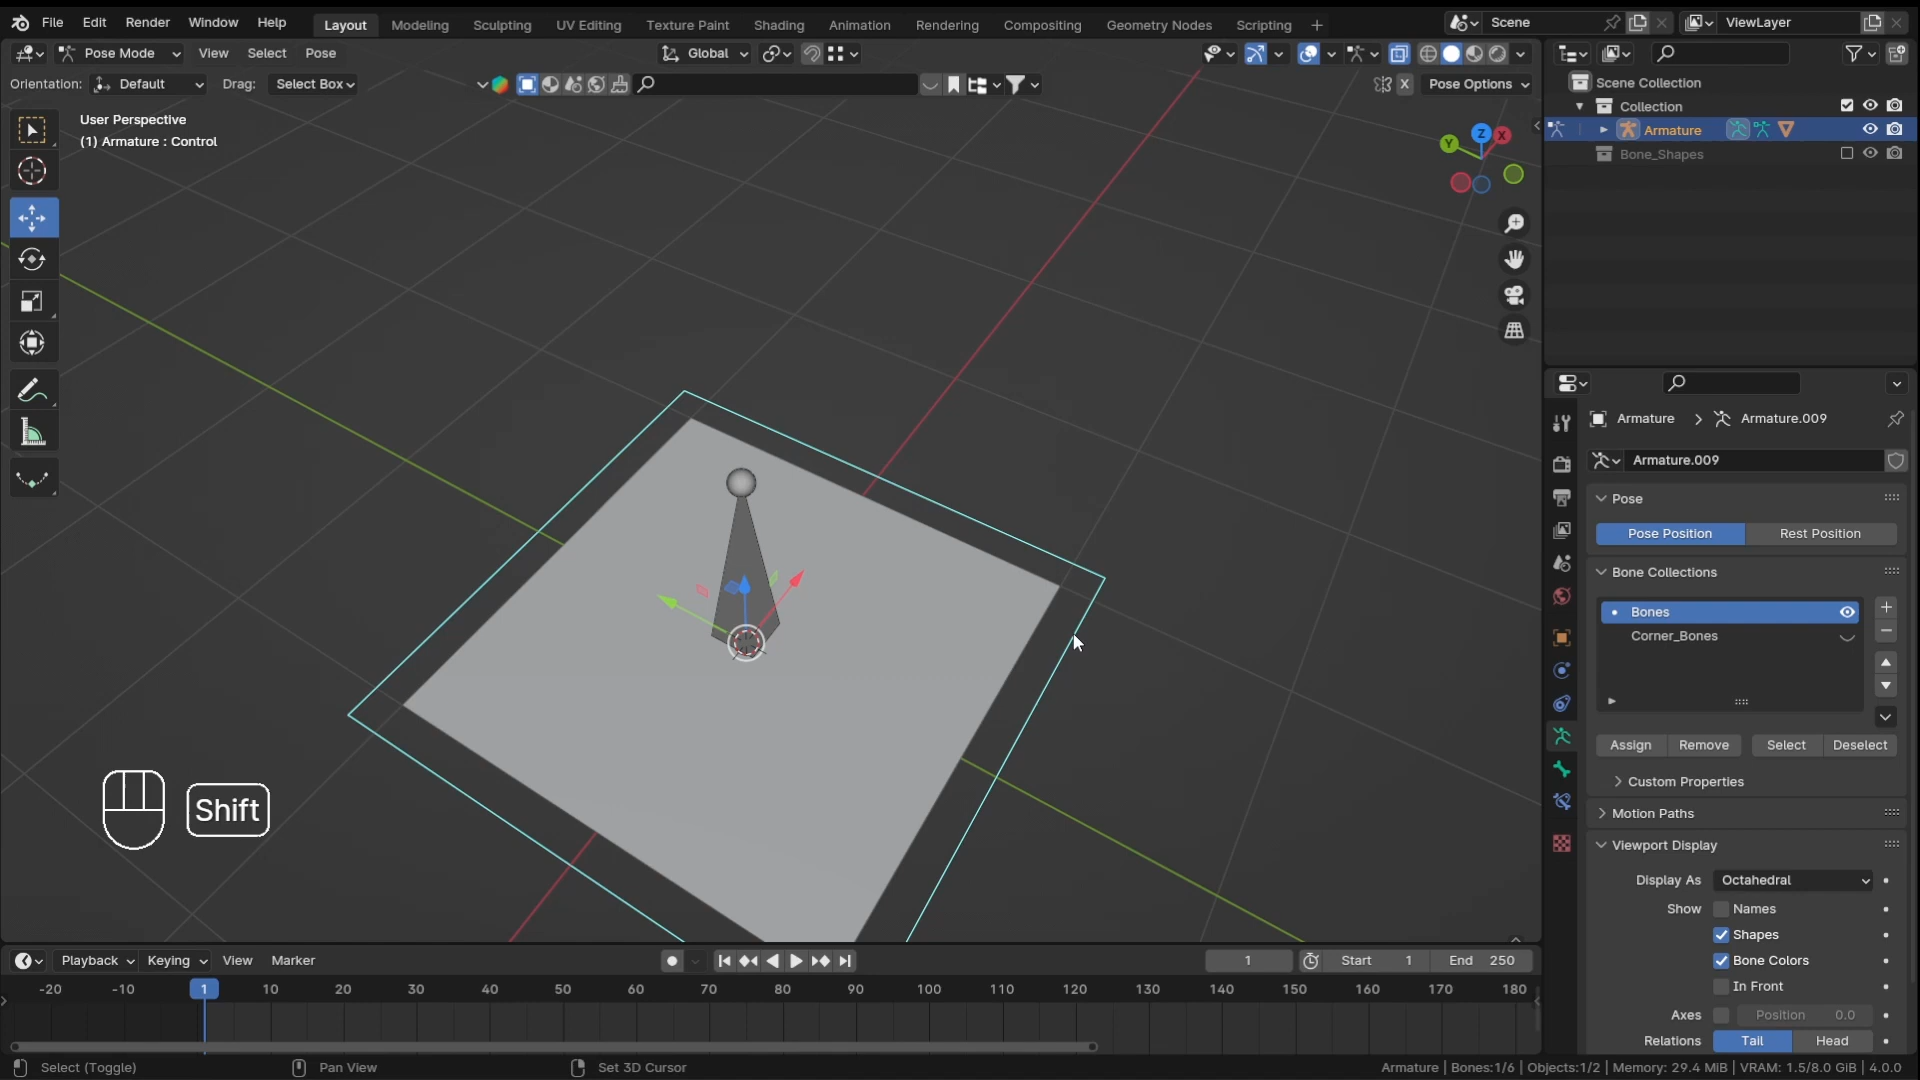 File Edit Render Window Help Layout Modeling Sculpting UV Editing Texture Paint Shading Animation Rendering Compositing Geometry Nodes Scripting Scene ViewLayer
Pose Mode View Select Pose Global
Orientation: Default Drag: Select Box X Pose Options
User Perspective
(1) Armature : Control
Z X
Y
Scene Collection
Collection
Armature
Bone_Shapes
Armature > Armature.009
Armature.009
Pose
Pose Position Rest Position
Bone Collections
Bones
Corner_Bones
Assign Remove Select Deselect
Custom Properties
Motion Paths
Viewport Display
Display As Octahedral
Show Names
Shapes
Bone Colors
In Front
Axes Position 0.0
Relations Tail Head
Shift
Playback Keying View Marker 1 Start 1 End 250
-20 -10 1 10 20 30 40 50 60 70 80 90 100 110 120 130 140 150 160 170 180
Select (Toggle) Pan View Set 3D Cursor Armature | Bones:1/6 | Objects:1/2 | Memory: 29.4 MiB | VRAM: 1.5/8.0 GiB | 4.0.0